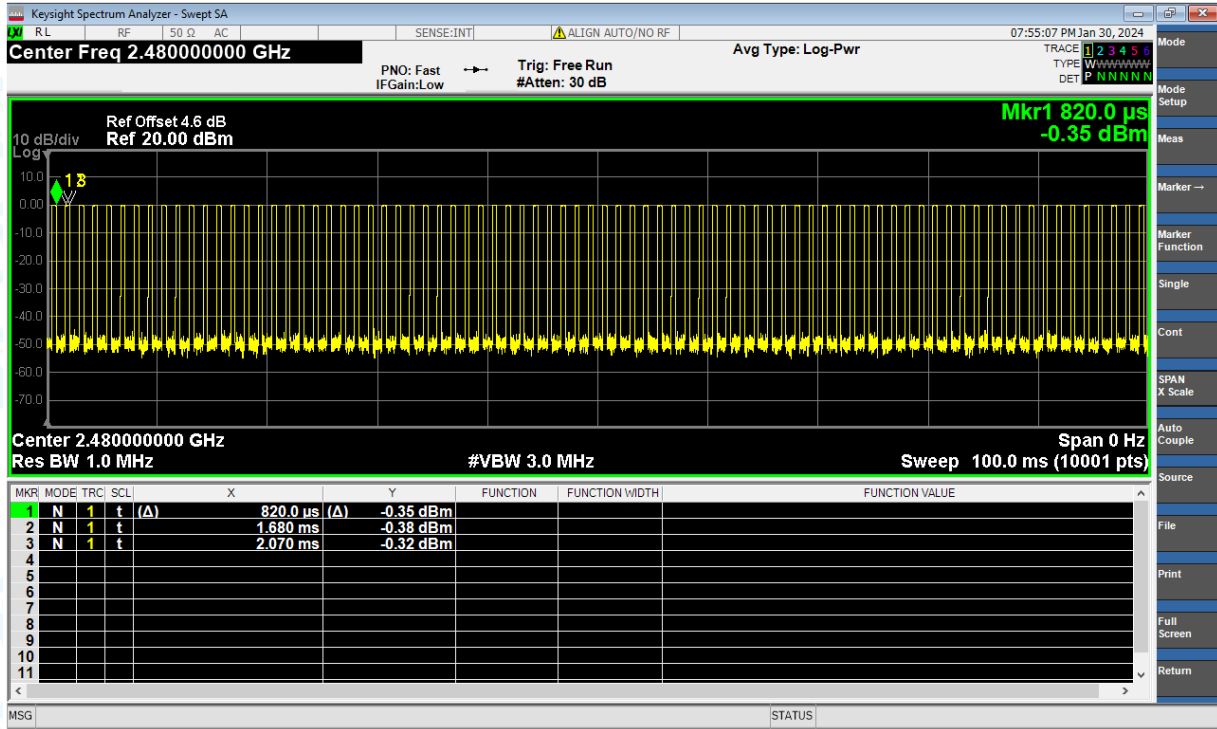 Keysight Spectrum Analyzer - Swept SA
LXI RL RF 50 Ω AC SENSE:INT ALIGN AUTO/NO RF 07:55:07 PM Jan 30, 2024
Center Freq 2.480000000 GHz
Avg Type: Log-Pwr
TRACE 1 2 3 4 5 6
TYPE WWWWWW
DET P N N N N N
PNO: Fast
IFGain:Low
Trig: Free Run
#Atten: 30 dB
Mkr1 820.0 µs
-0.35 dBm
Ref Offset 4.6 dB
10 dB/div Ref 20.00 dBm
Log
10.0
0.00
-10.0
-20.0
-30.0
-40.0
-50.0
-60.0
-70.0
Center 2.480000000 GHz Span 0 Hz
Res BW 1.0 MHz #VBW 3.0 MHz Sweep 100.0 ms (10001 pts)
MKR MODE TRC SCL X Y FUNCTION FUNCTION WIDTH FUNCTION VALUE
1 N 1 t (Δ) 820.0 µs (Δ) -0.35 dBm
2 N 1 t 1.680 ms -0.38 dBm
3 N 1 t 2.070 ms -0.32 dBm
4
5
6
7
8
9
10
11
MSG STATUS
Mode
Mode
Setup
Meas
Marker →
Marker
Function
Single
Cont
SPAN
X Scale
Auto
Couple
Source
File
Print
Full
Screen
Return